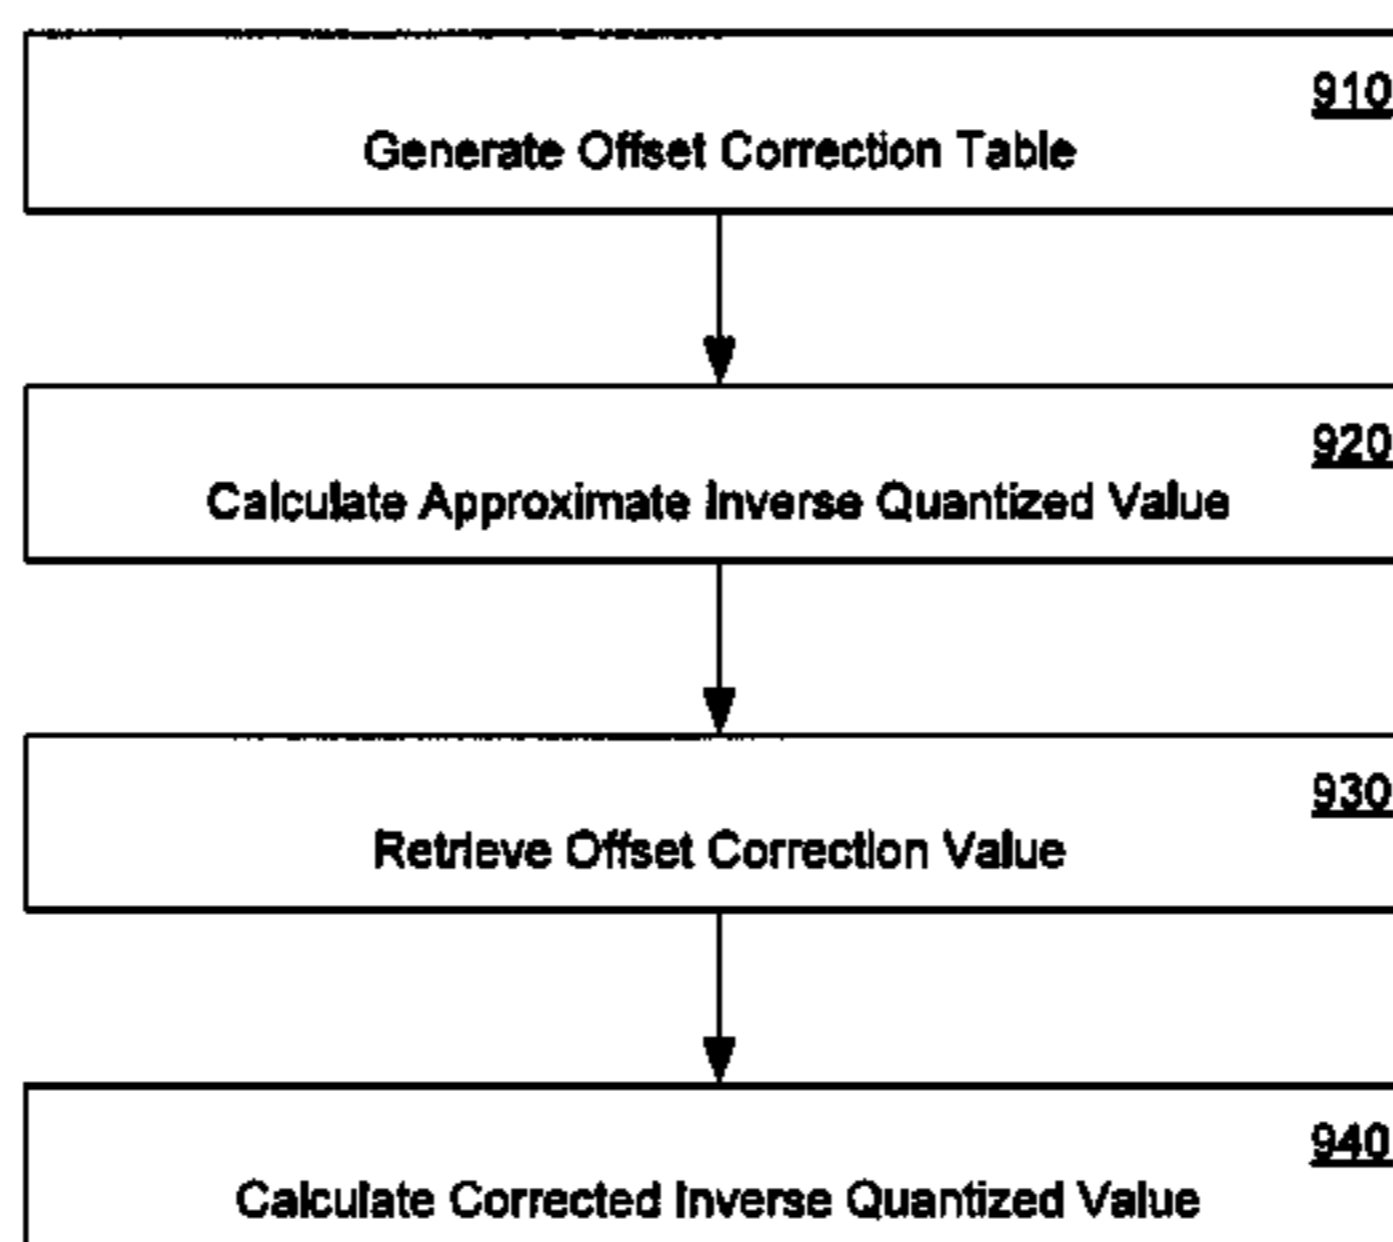 910
Generate Offset Correction Table
920
Calculate Approximate Inverse Quantized Value
930
Retrieve Offset Correction Value
940
Calculate Corrected Inverse Quantized Value